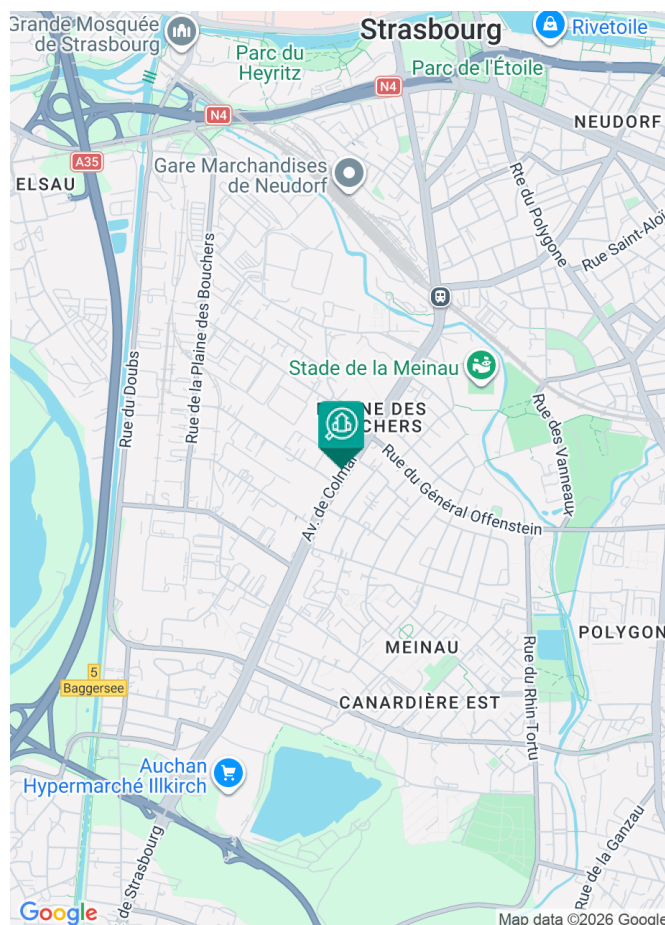 Grande Mosquée
de Strasbourg
Strasbourg
Rivetoile
Parc du
Heyritz
Parc de l'Étoile
N4
N4
NEUDORF
A35
Gare Marchandises
de Neudorf
ELSAU
Rte du Polygone
Rue Saint-Aloi
Rue de la Plaine des Bouchers
Rue du Doubs
Stade de la Meinau
NE DES
CHERS
Rue des Vanneaux
Av. de Colmar
Rue du Général Offenstein
MEINAU
POLYGON
Rue du Rhin Tortu
5
Baggersee
CANARDIÈRE EST
Auchan
Hypermarché Illkirch
de Strasbourg
Rue de la Ganzau
Google
Map data ©2026 Google